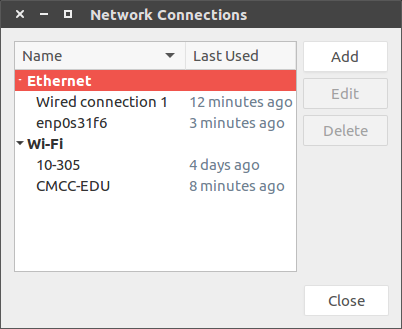 Network Connections
Name Last Used
Ethernet
Wired connection 1 12 minutes ago
enp0s31f6 3 minutes ago
Wi-Fi
10-305 4 days ago
CMCC-EDU 8 minutes ago
Add
Edit
Delete
Close